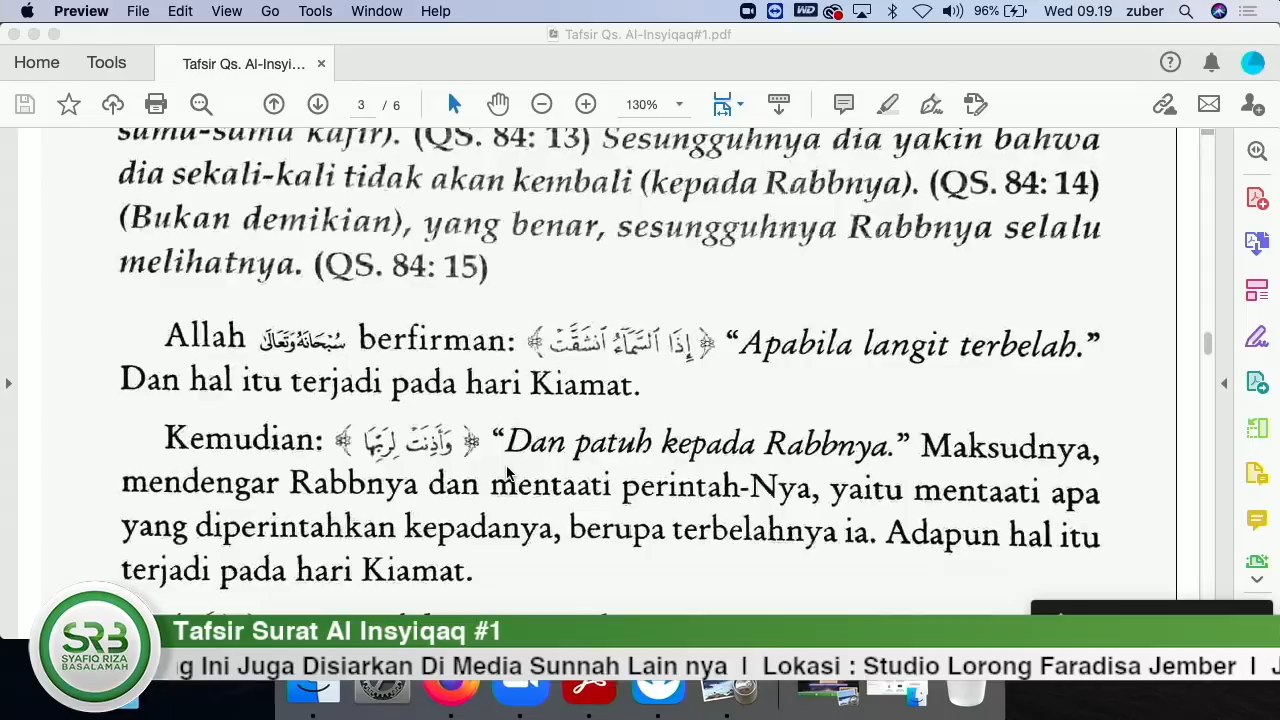 Preview File Edit View Go Tools Window Help 96% Wed 09.19 zuber
Tafsir Qs. Al-Insyiqaq#1.pdf
Home Tools Tafsir Qs. Al-Insyi... ×
3 / 6 130%
sama-sama kafir). (QS. 84: 13) Sesungguhnya dia yakin bahwa
dia sekali-kali tidak akan kembali (kepada Rabbnya). (QS. 84: 14)
(Bukan demikian), yang benar, sesungguhnya Rabbnya selalu
melihatnya. (QS. 84: 15)
Allah سُبْحَانَهُ وَتَعَالَى berfirman: ﴿ إِذَا ٱلسَّمَآءُ ٱنشَقَّتْ ﴾ “Apabila langit terbelah.”
Dan hal itu terjadi pada hari Kiamat.
Kemudian: ﴿ وَأَذِنَتْ لِرَبِّهَا ﴾ “Dan patuh kepada Rabbnya.” Maksudnya,
mendengar Rabbnya dan mentaati perintah-Nya, yaitu mentaati apa
yang diperintahkan kepadanya, berupa terbelahnya ia. Adapun hal itu
terjadi pada hari Kiamat.
SRB
SYAFIQ RIZA
BASALAMAH
Tafsir Surat Al Insyiqaq #1
g Ini Juga Disiarkan Di Media Sunnah Lain nya I Lokasi : Studio Lorong Faradisa Jember I J